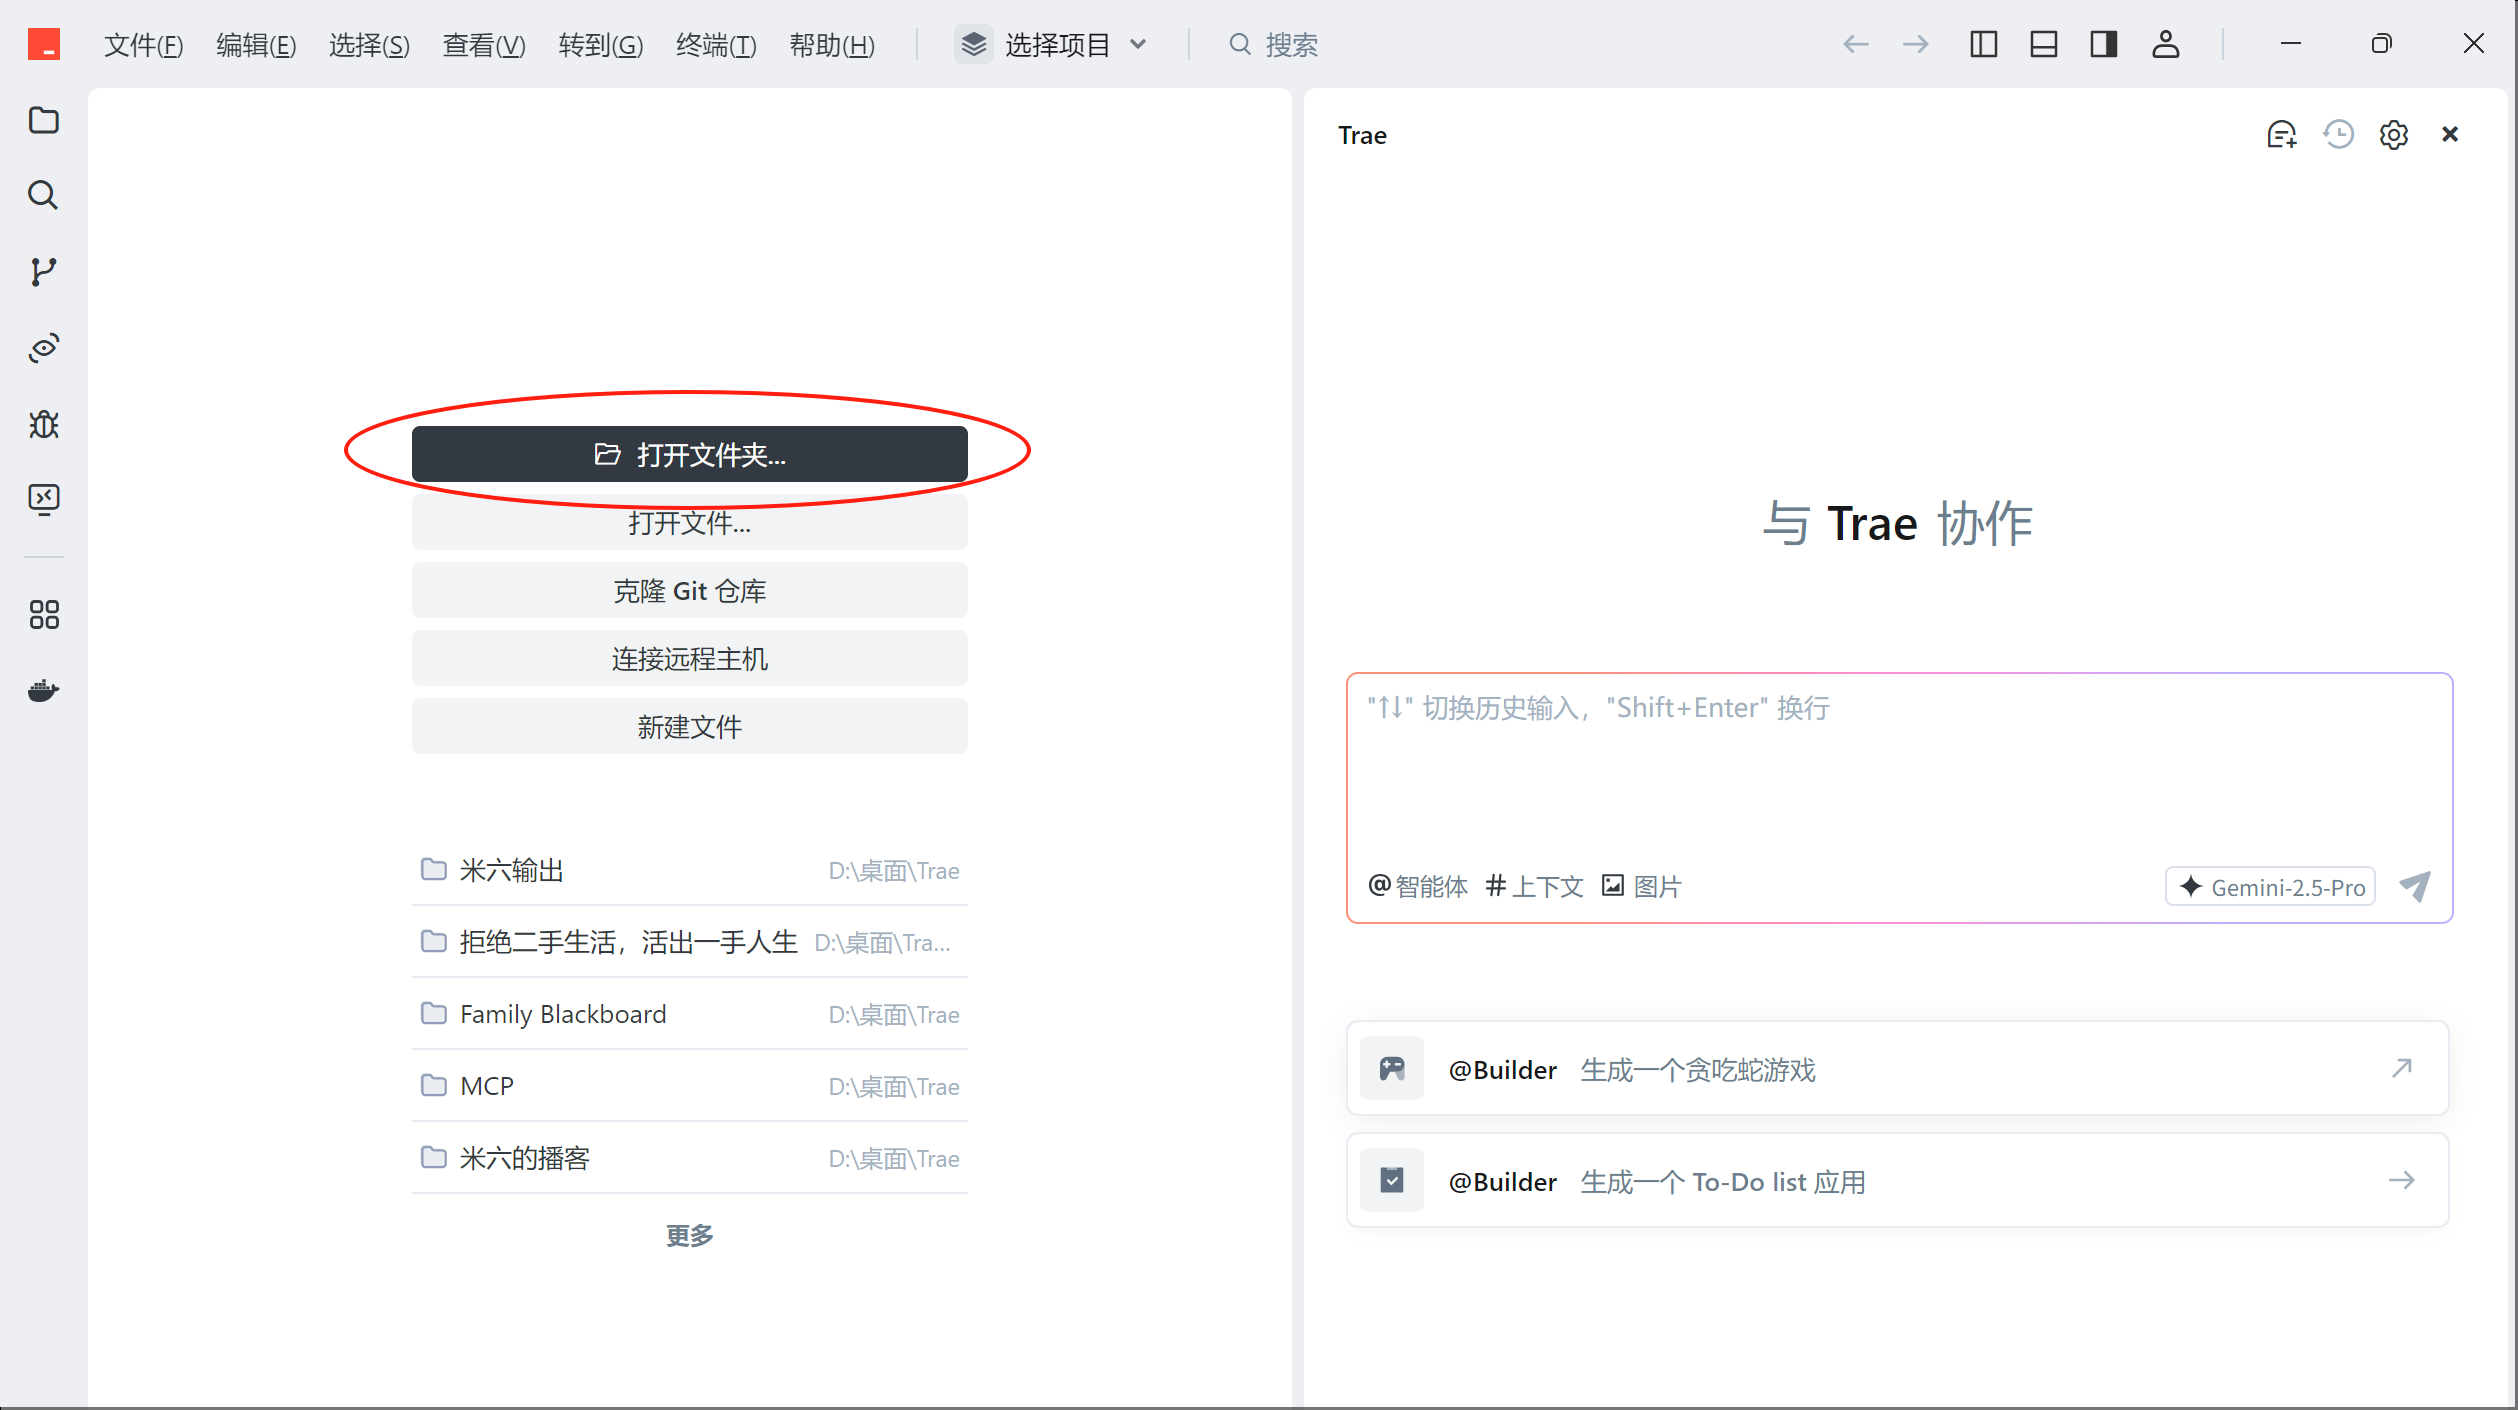 文件(F) 编辑(E) 选择(S) 查看(V) 转到(G) 终端(T) 帮助(H) 选择项目 搜索
打开文件夹...
打开文件...
克隆 Git 仓库
连接远程主机
新建文件
米六输出 D:\桌面\Trae
拒绝二手生活，活出一手人生 D:\桌面\Tra...
Family Blackboard D:\桌面\Trae
MCP D:\桌面\Trae
米六的播客 D:\桌面\Trae
更多
Trae
与 Trae 协作
"↑↓" 切换历史输入，"Shift+Enter" 换行
@智能体 #上下文 图片 Gemini-2.5-Pro
@Builder 生成一个贪吃蛇游戏
@Builder 生成一个 To-Do list 应用